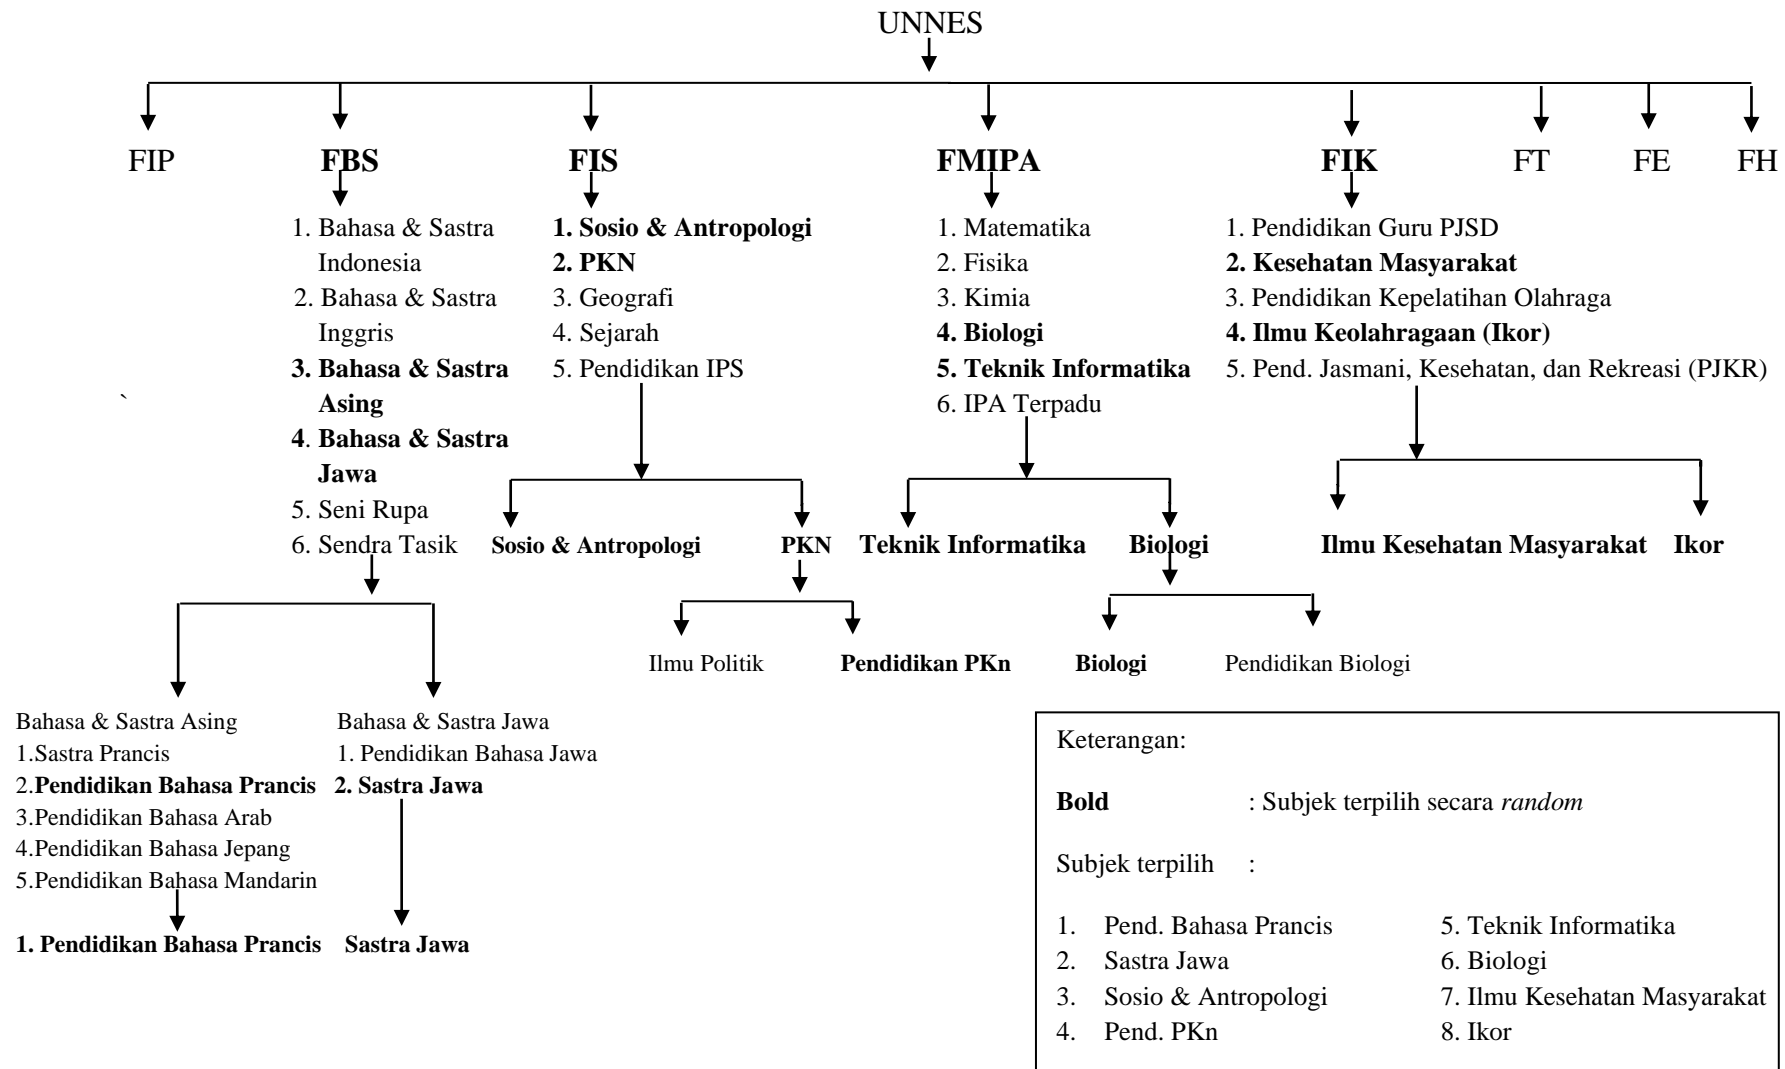 UNNES
FIP FBS FIS FMIPA FIK FT FE FH
1. Bahasa & Sastra
Indonesia
2. Bahasa & Sastra
Inggris
3. Bahasa & Sastra
Asing
4. Bahasa & Sastra
Jawa
5. Seni Rupa
6. Sendra Tasik
1. Sosio & Antropologi
2. PKN
3. Geografi
4. Sejarah
5. Pendidikan IPS
1. Matematika
2. Fisika
3. Kimia
4. Biologi
5. Teknik Informatika
6. IPA Terpadu
1. Pendidikan Guru PJSD
2. Kesehatan Masyarakat
3. Pendidikan Kepelatihan Olahraga
4. Ilmu Keolahragaan (Ikor)
5. Pend. Jasmani, Kesehatan, dan Rekreasi (PJKR)
`
Sosio & Antropologi PKN Teknik Informatika Biologi Ilmu Kesehatan Masyarakat Ikor
Ilmu Politik Pendidikan PKn Biologi Pendidikan Biologi
Bahasa & Sastra Asing
1.Sastra Prancis
2.Pendidikan Bahasa Prancis
3.Pendidikan Bahasa Arab
4.Pendidikan Bahasa Jepang
5.Pendidikan Bahasa Mandarin
Bahasa & Sastra Jawa
1. Pendidikan Bahasa Jawa
2. Sastra Jawa
1. Pendidikan Bahasa Prancis Sastra Jawa
Keterangan:
Bold : Subjek terpilih secara random
Subjek terpilih :
1. Pend. Bahasa Prancis
2. Sastra Jawa
3. Sosio & Antropologi
4. Pend. PKn
5. Teknik Informatika
6. Biologi
7. Ilmu Kesehatan Masyarakat
8. Ikor